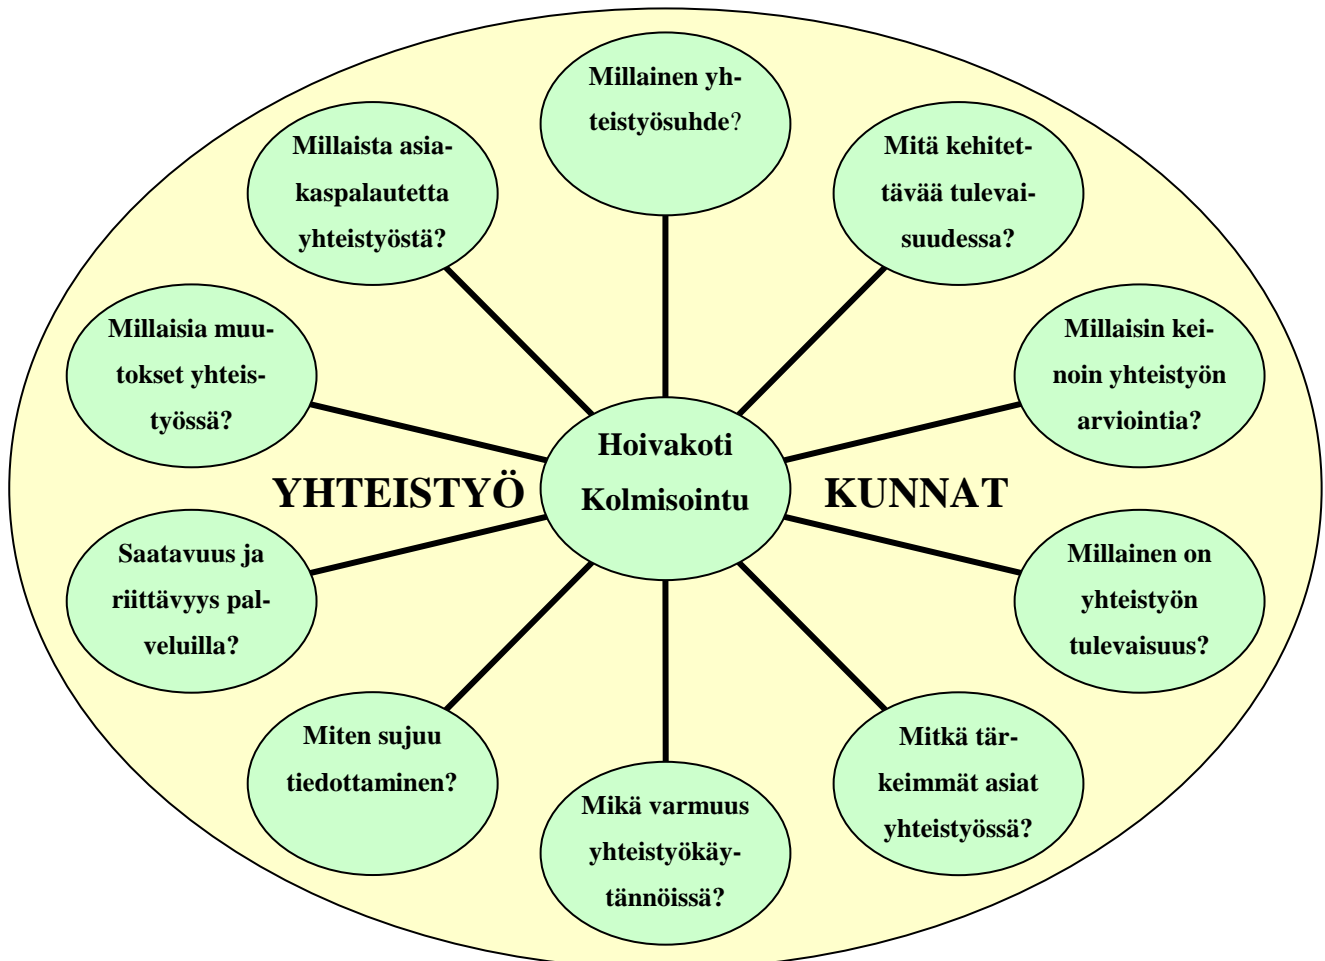 Millainen yh-
teistyösuhde?
Millaista asia-
kaspalautetta
yhteistyöstä?
Mitä kehitet-
tävää tulevai-
suudessa?
Millaisia muu-
tokset yhteis-
työssä?
Millaisin kei-
noin yhteistyön
arviointia?
Hoivakoti
Kolmisointu
YHTEISTYÖ
KUNNAT
Saatavuus ja
riittävyys pal-
veluilla?
Millainen on
yhteistyön
tulevaisuus?
Miten sujuu
tiedottaminen?
Mitkä tär-
keimmät asiat
yhteistyössä?
Mikä varmuus
yhteistyökäy-
tännöissä?